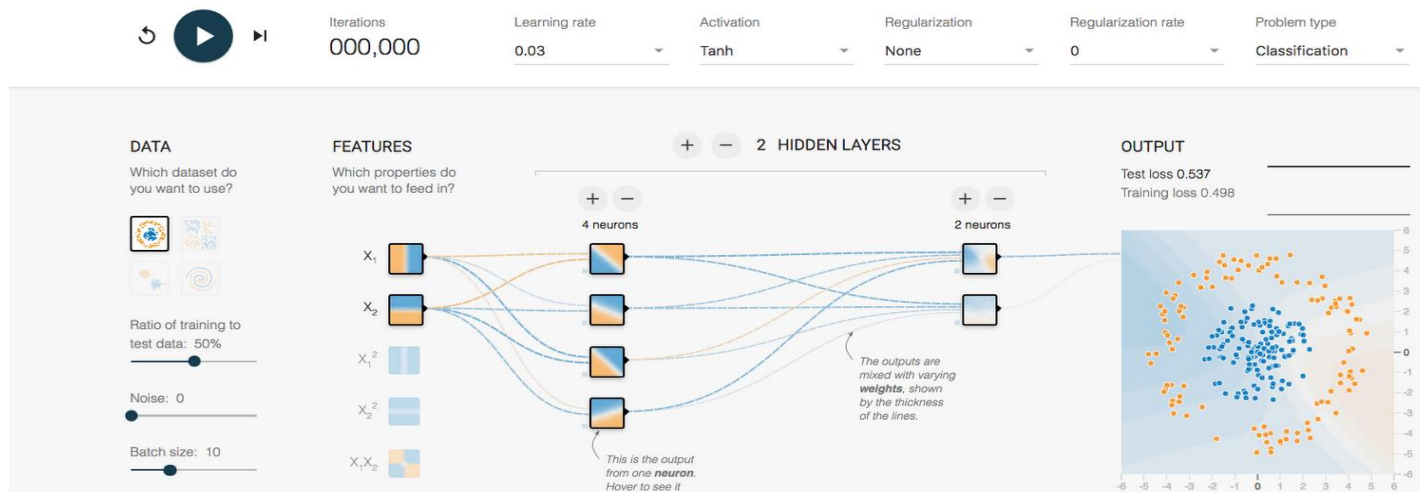 Iterations
000,000
Learning rate
0.03
Activation
Tanh
Regularization
None
Regularization rate
0
Problem type
Classification
DATA
Which dataset do
you want to use?
Ratio of training to
test data: 50%
Noise: 0
Batch size: 10
FEATURES
Which properties do
you want to feed in?
X₁
X₂
X₁²
X₂²
X₁X₂
+ − 2 HIDDEN LAYERS
+ −
4 neurons
+ −
2 neurons
The outputs are
mixed with varying
weights, shown
by the thickness
of the lines.
This is the output
from one neuron.
Hover to see it
OUTPUT
Test loss 0.537
Training loss 0.498
6
5
4
3
2
1
0
-1
-2
-3
-4
-5
-6
-6 -5 -4 -3 -2 -1 0 1 2 3 4 5 6